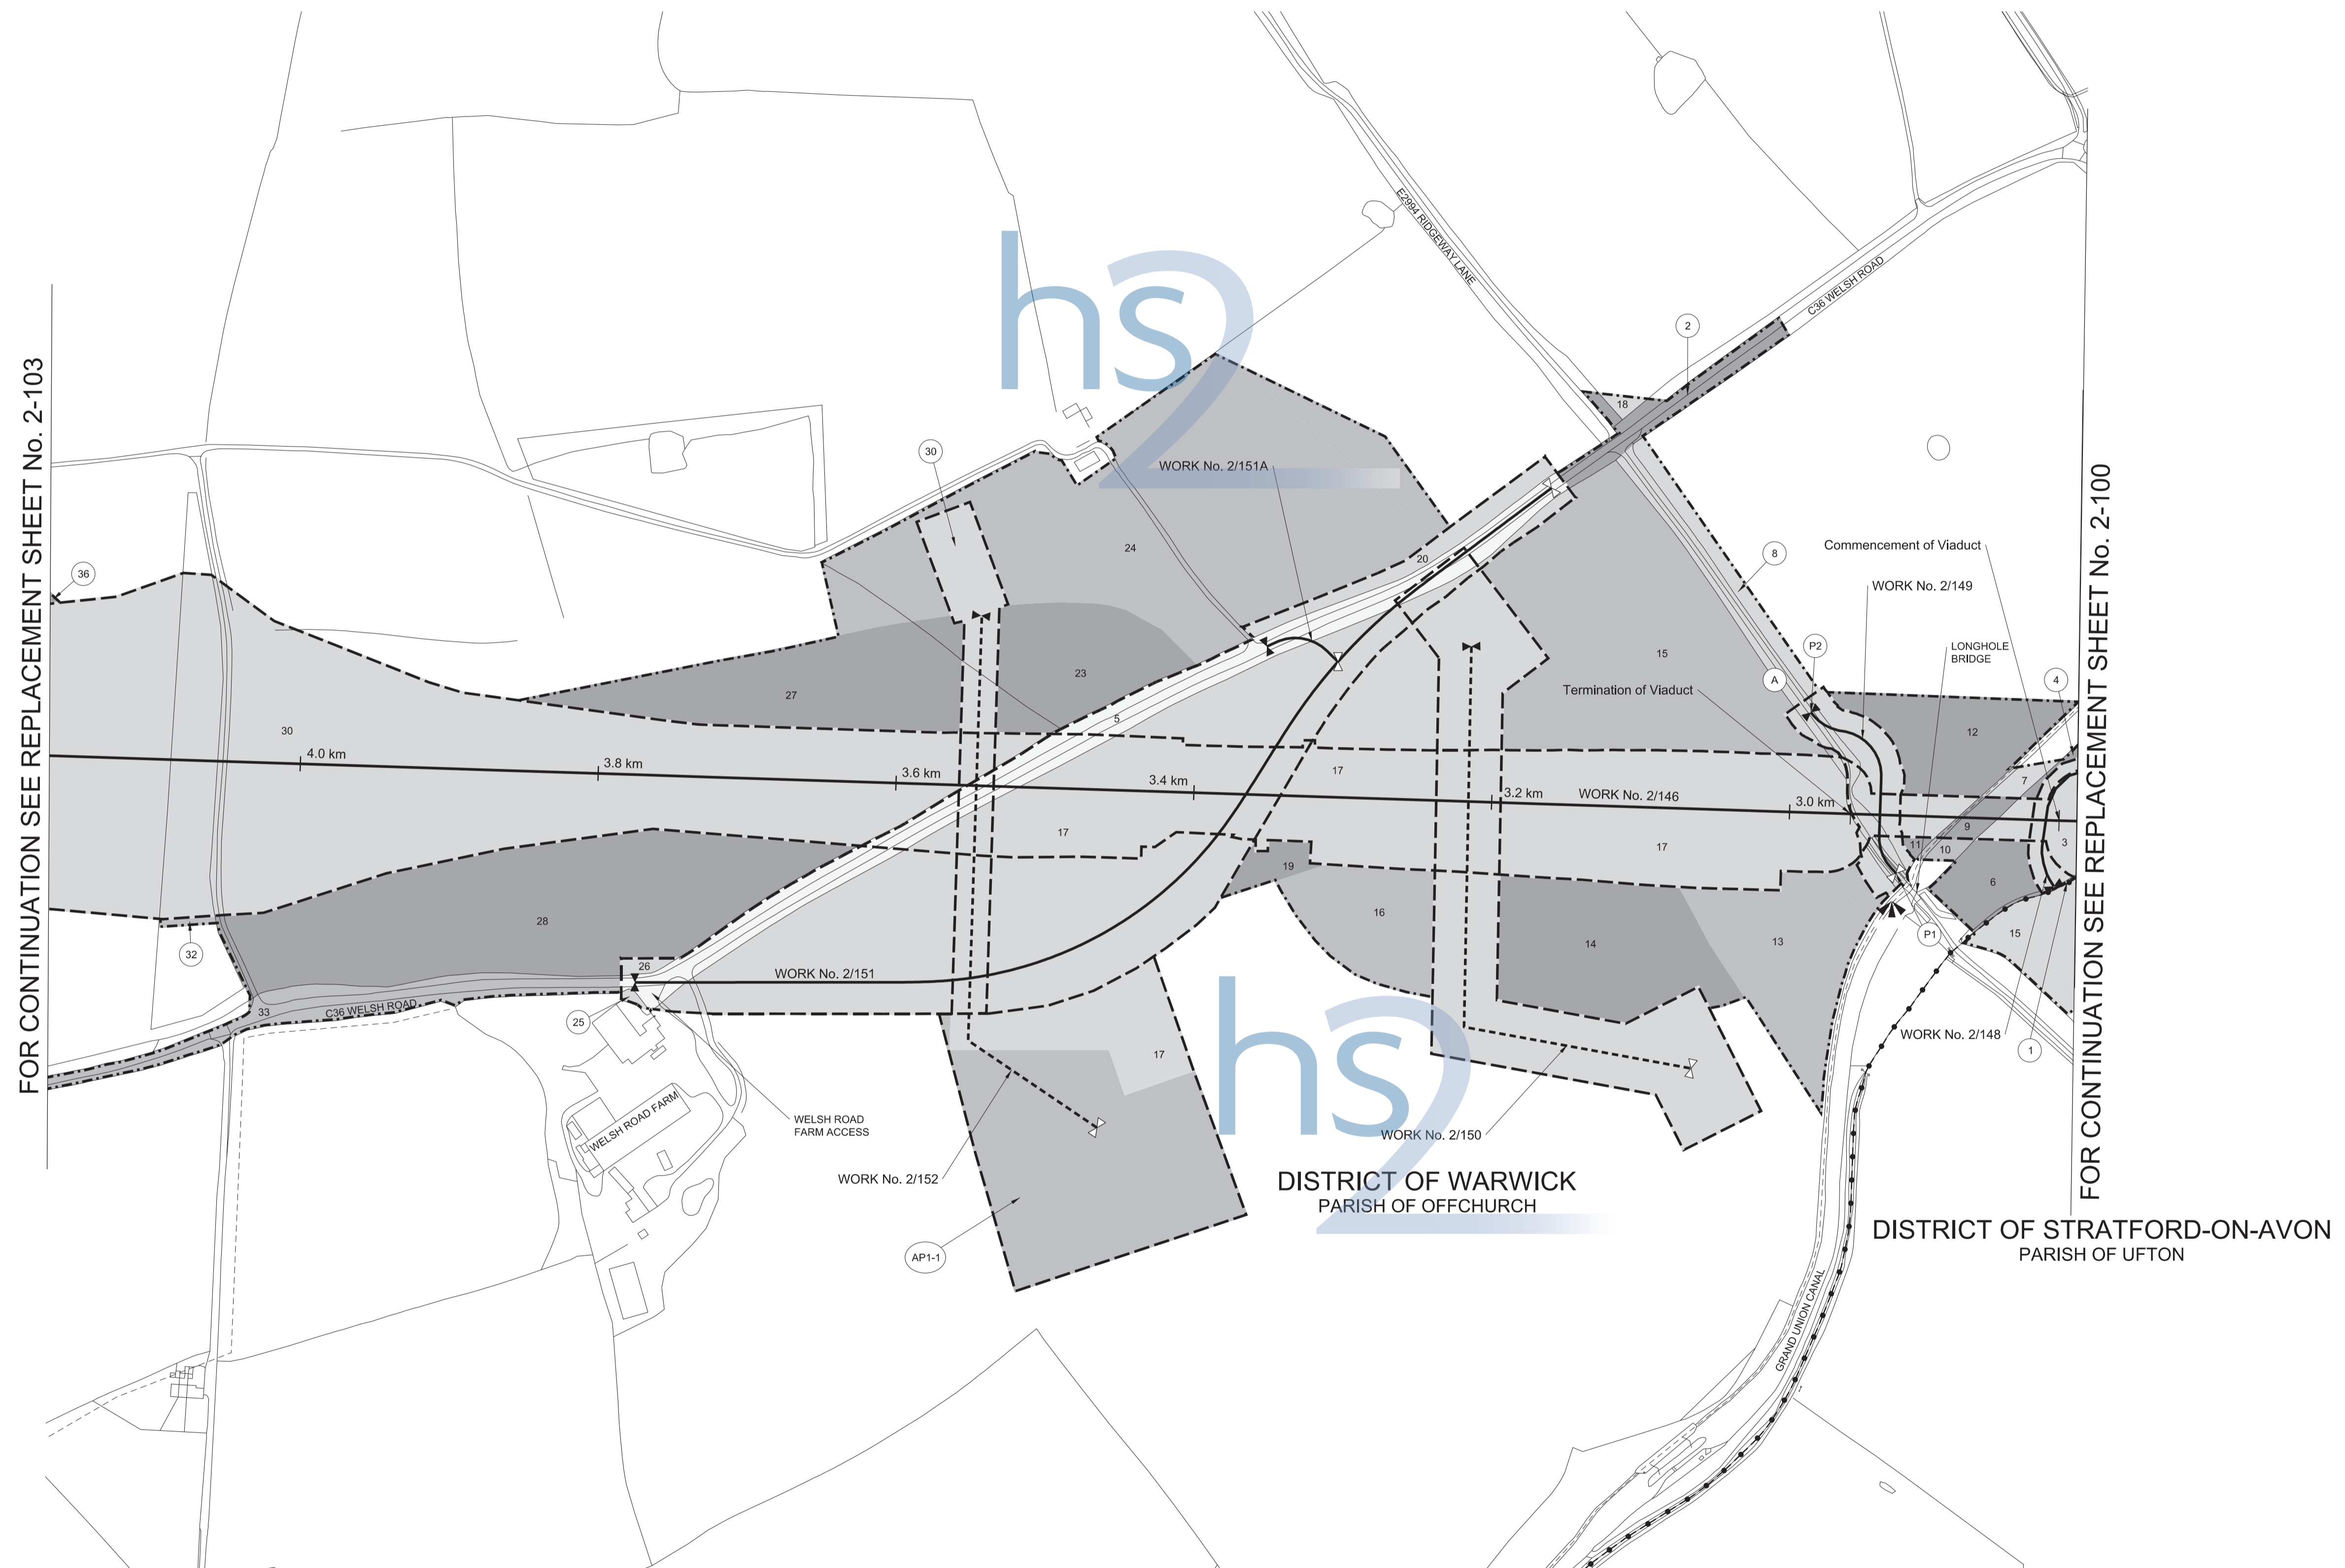 E2994 RIDGEWAY LANE
hs2
C36 WELSH ROAD
2
18
30
WORK No. 2/151A
FOR CONTINUATION SEE REPLACEMENT SHEET No. 2-103
FOR CONTINUATION SEE REPLACEMENT SHEET No. 2-100
24
20
8
Commencement of Viaduct
WORK No. 2/149
36
P2
LONGHOLE
BRIDGE
15
23
27
A
4
Termination of Viaduct
5
30
12
4.0 km
3.8 km
3.6 km
3.4 km
17
3.2 km
WORK No. 2/146
3.0 km
7
9
17
17
11
10
3
19
6
28
16
32
14
13
P1
15
26
WORK No. 2/151
33
C36 WELSH ROAD
25
WORK No. 2/148
1
17
hs2
WELSH ROAD FARM
WELSH ROAD
FARM ACCESS
WORK No. 2/150
WORK No. 2/152
DISTRICT OF WARWICK
PARISH OF OFFCHURCH
AP1-1
DISTRICT OF STRATFORD-ON-AVON
PARISH OF UFTON
GRAND UNION CANAL